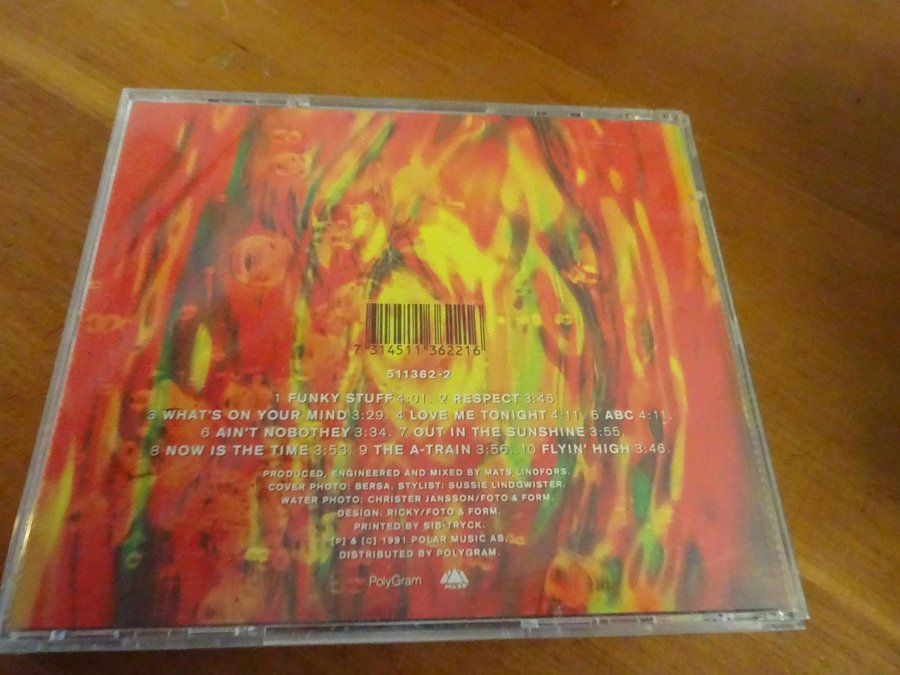 7 314511 362216
511362-2
1 FUNKY STUFF 4:01. 2 RESPECT 3:45.
3 WHAT'S ON YOUR MIND 3:29. 4 LOVE ME TONIGHT 4:11. 5 ABC 4:11.
6 AIN'T NOBOTHEY 3:34. 7 OUT IN THE SUNSHINE 3:55.
8 NOW IS THE TIME 3:53. 9 THE A-TRAIN 3:56. 10 FLYIN' HIGH 3:46.
PRODUCED, ENGINEERED AND MIXED BY MATS LINDFORS.
COVER PHOTO: BERSA. STYLIST: SUSSIE LINDQWISTER.
WATER PHOTO: CHRISTER JANSSON/FOTO & FORM.
DESIGN: RICKY/FOTO & FORM.
PRINTED BY SIB-TRYCK.
[P] & [C] 1991 POLAR MUSIC AB.
DISTRIBUTED BY POLYGRAM.
PolyGram POLAR